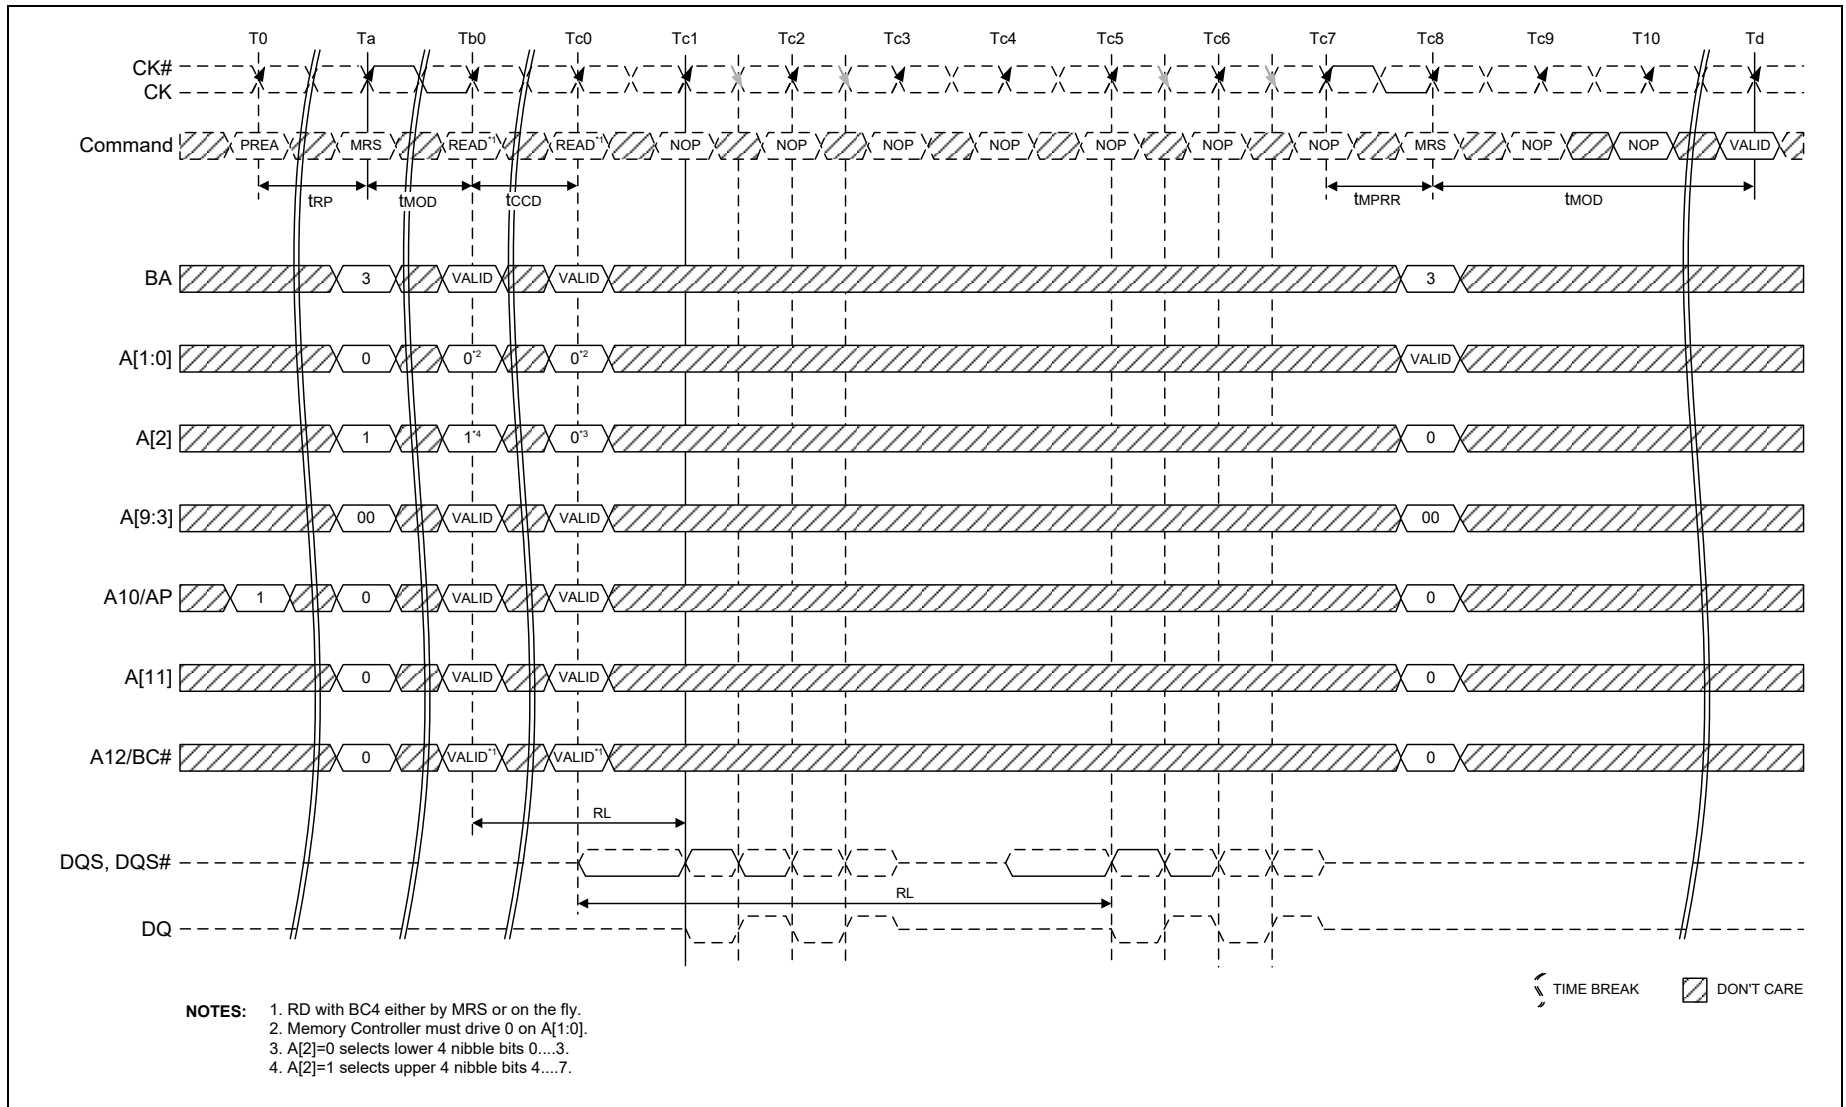 T0 Ta Tb0 Tc0 Tc1 Tc2 Tc3 Tc4 Tc5 Tc6 Tc7 Tc8 Tc9 T10 Td
CK#
CK
Command PREA MRS READ*1 READ*1 NOP NOP NOP NOP NOP NOP NOP MRS NOP NOP VALID
tRP tMOD tCCD tMPRR tMOD
BA 3 VALID VALID 3
A[1:0] 0 0*2 0*2 VALID
A[2] 1 1*4 0*3 0
A[9:3] 00 VALID VALID 00
A10/AP 1 0 VALID VALID 0
A[11] 0 VALID VALID 0
A12/BC# 0 VALID*1 VALID*1 0
RL
DQS, DQS#
RL
DQ
TIME BREAK DON'T CARE
NOTES: 1. RD with BC4 either by MRS or on the fly.
2. Memory Controller must drive 0 on A[1:0].
3. A[2]=0 selects lower 4 nibble bits 0....3.
4. A[2]=1 selects upper 4 nibble bits 4....7.